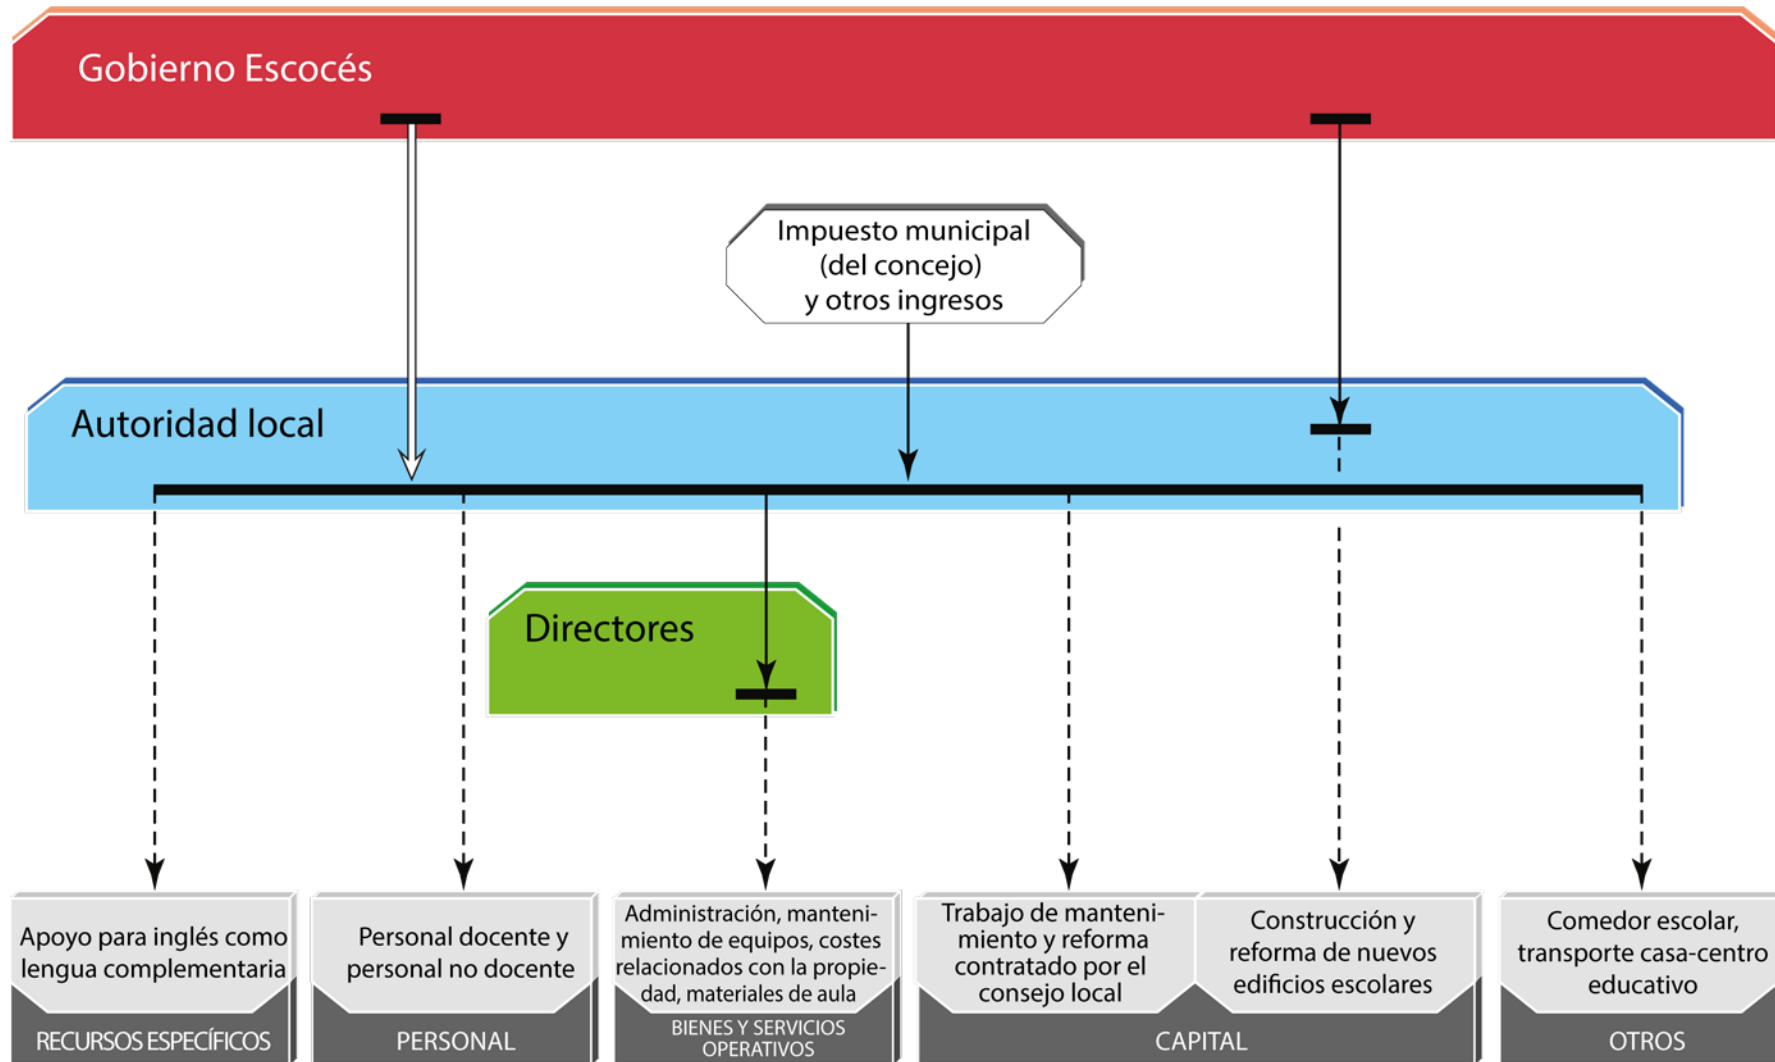 Gobierno Escocés
Impuesto municipal
(del concejo)
y otros ingresos
Autoridad local
Directores
Apoyo para inglés como
lengua complementaria
RECURSOS ESPECÍFICOS
Personal docente y
personal no docente
PERSONAL
Administración, manteni-
miento de equipos, costes
relacionados con la propie-
dad, materiales de aula
BIENES Y SERVICIOS
OPERATIVOS
Trabajo de manteni-
miento y reforma
contratado por el
consejo local
Construcción y
reforma de nuevos
edificios escolares
CAPITAL
Comedor escolar,
transporte casa-centro
educativo
OTROS